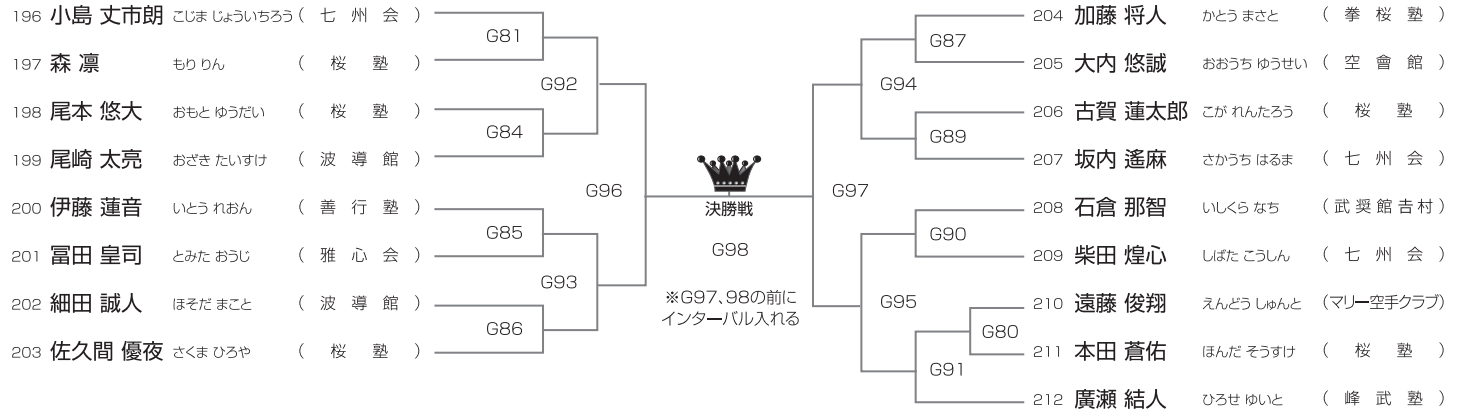 196 小島 丈市朗 こじま じょういちろう (七州会)
197 森 凛 もり りん (桜塾)
198 尾本 悠大 おもと ゆうだい (桜塾)
199 尾崎 太亮 おざき たいすけ (波導館)
200 伊藤 蓮音 いとう れおん (善行塾)
201 冨田 皇司 とみた おうじ (雅心会)
202 細田 誠人 ほそだ まこと (波導館)
203 佐久間 優夜 さくま ひろや (桜塾)
G81
G84
G85
G86
G92
G93
G96
決勝戦
G98
※G97、98の前に
インターバル入れる
G97
G94
G95
G87
G89
G90
G91
G80
204 加藤 将人 かとう まさと (拳桜塾)
205 大内 悠誠 おおうち ゆうせい (空會館)
206 古賀 蓮太郎 こが れんたろう (桜塾)
207 坂内 遙麻 さかうち はるま (七州会)
208 石倉 那智 いしくら なち (武奨館𠮷村)
209 柴田 煌心 しばた こうしん (七州会)
210 遠藤 俊翔 えんどう しゅんと (マリー空手クラブ)
211 本田 蒼佑 ほんだ そうすけ (桜塾)
212 廣瀬 結人 ひろせ ゆいと (峰武塾)